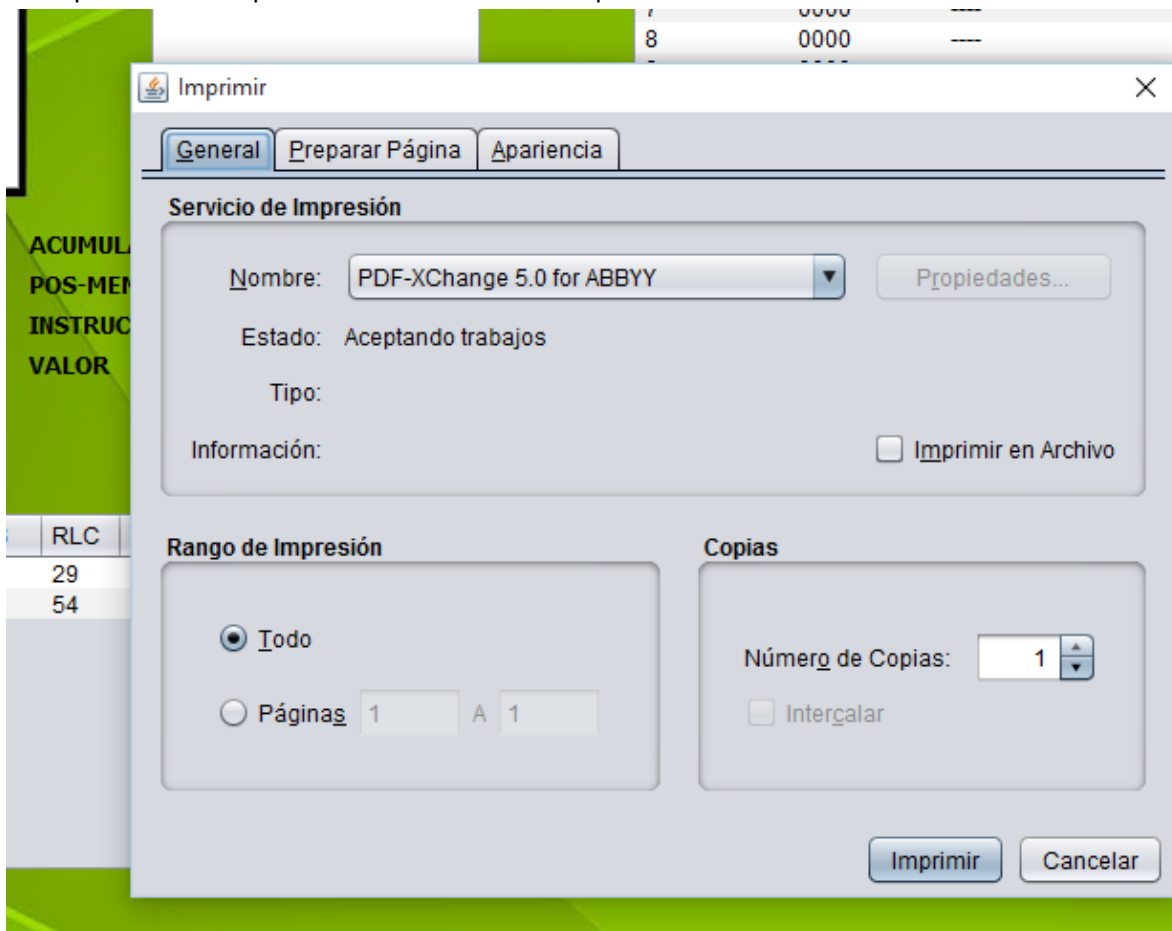 8 0000 ----
Imprimir
General Preparar Página Apariencia
Servicio de Impresión
Nombre: PDF-XChange 5.0 for ABBYY Propiedades...
Estado: Aceptando trabajos
Tipo:
Información:
Imprimir en Archivo
ACUMUL
POS-MEM
INSTRUC
VALOR
RLC
29
54
Rango de Impresión
Todo
Páginas 1 A 1
Copias
Número de Copias: 1
Intercalar
Imprimir Cancelar